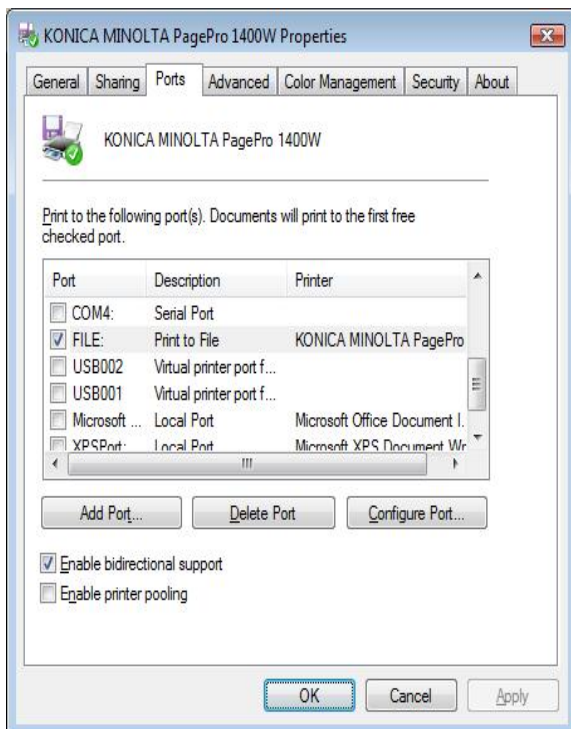 KONICA MINOLTA PagePro 1400W Properties
General Sharing Ports Advanced Color Management Security About
KONICA MINOLTA PagePro 1400W
Print to the following port(s). Documents will print to the first free
checked port.
Port Description Printer
COM4: Serial Port
FILE: Print to File KONICA MINOLTA PagePro
USB002 Virtual printer port f...
USB001 Virtual printer port f...
Microsoft ... Local Port Microsoft Office Document I.
XPSPort: Local Port Microsoft XPS Document Wr
Add Port... Delete Port Configure Port...
Enable bidirectional support
Enable printer pooling
OK Cancel Apply